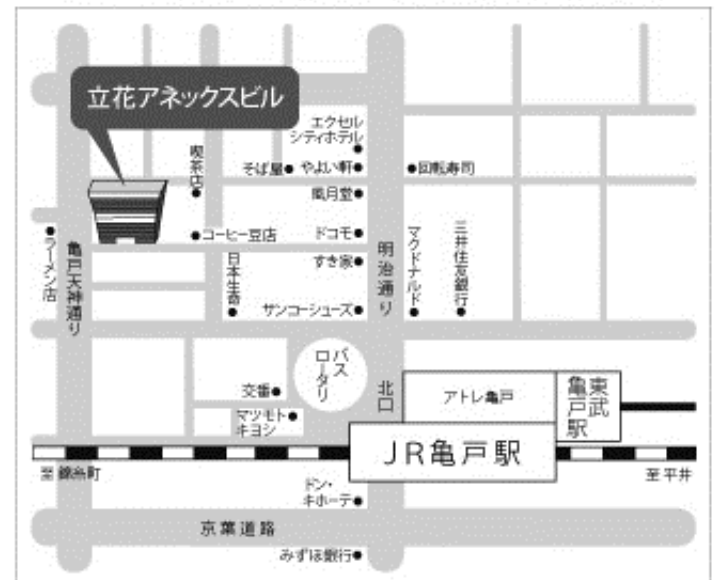 立花アネックスビル
エクセル
シティホテル
喫茶店
そば屋
やよい軒
回転寿司
風月堂
コーヒー豆店
ドコモ
ラーメン店
亀戸天神通り
日本生命
すき家
明治通り
マクドナルド
三井住友銀行
サンコーシューズ
バス
ロータリー
北口
アトレ亀戸
東武
亀戸駅
交番
マツモト
キヨシ
JR亀戸駅
至 錦糸町
至 平井
ドン・
キホーテ
京葉道路
みずほ銀行